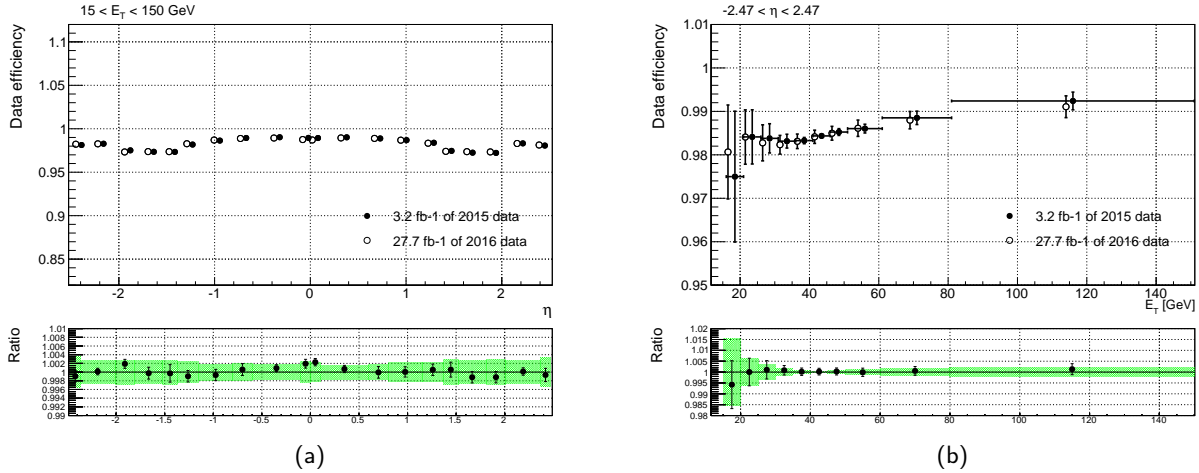 15 < E_T < 150 GeV
Data efficiency
1.1
1.05
1
0.95
0.9
0.85
3.2 fb-1 of 2015 data
27.7 fb-1 of 2016 data
-2 -1 0 1 2
η
Ratio
1.01
1.008
1.006
1.004
1.002
1
0.998
0.996
0.994
0.992
0.99
-2 -1.5 -1 -0.5 0 0.5 1 1.5 2
(a)
-2.47 < η < 2.47
Data efficiency
1.01
1
0.99
0.98
0.97
0.96
0.95
3.2 fb-1 of 2015 data
27.7 fb-1 of 2016 data
20 40 60 80 100 120 140
E_T [GeV]
Ratio
1.02
1.015
1.01
1.005
1
0.995
0.99
0.985
0.98
20 40 60 80 100 120 140
(b)